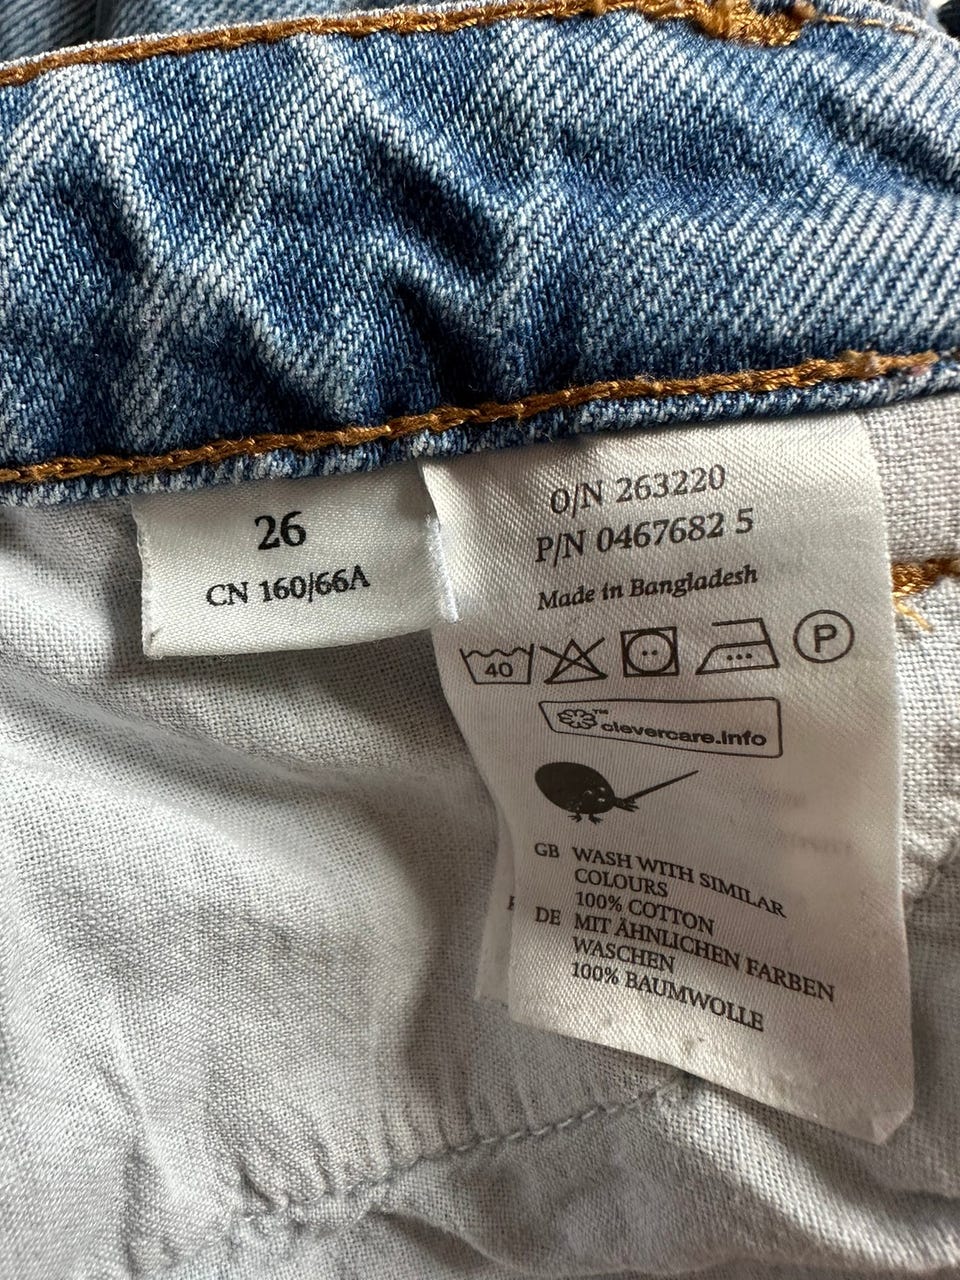 26
CN 160/66A
O/N 263220
P/N 0467682 5
Made in Bangladesh
40 P
™ clevercare.info
GB WASH WITH SIMILAR
COLOURS
100% COTTON
DE MIT ÄHNLICHEN FARBEN
WASCHEN
100% BAUMWOLLE